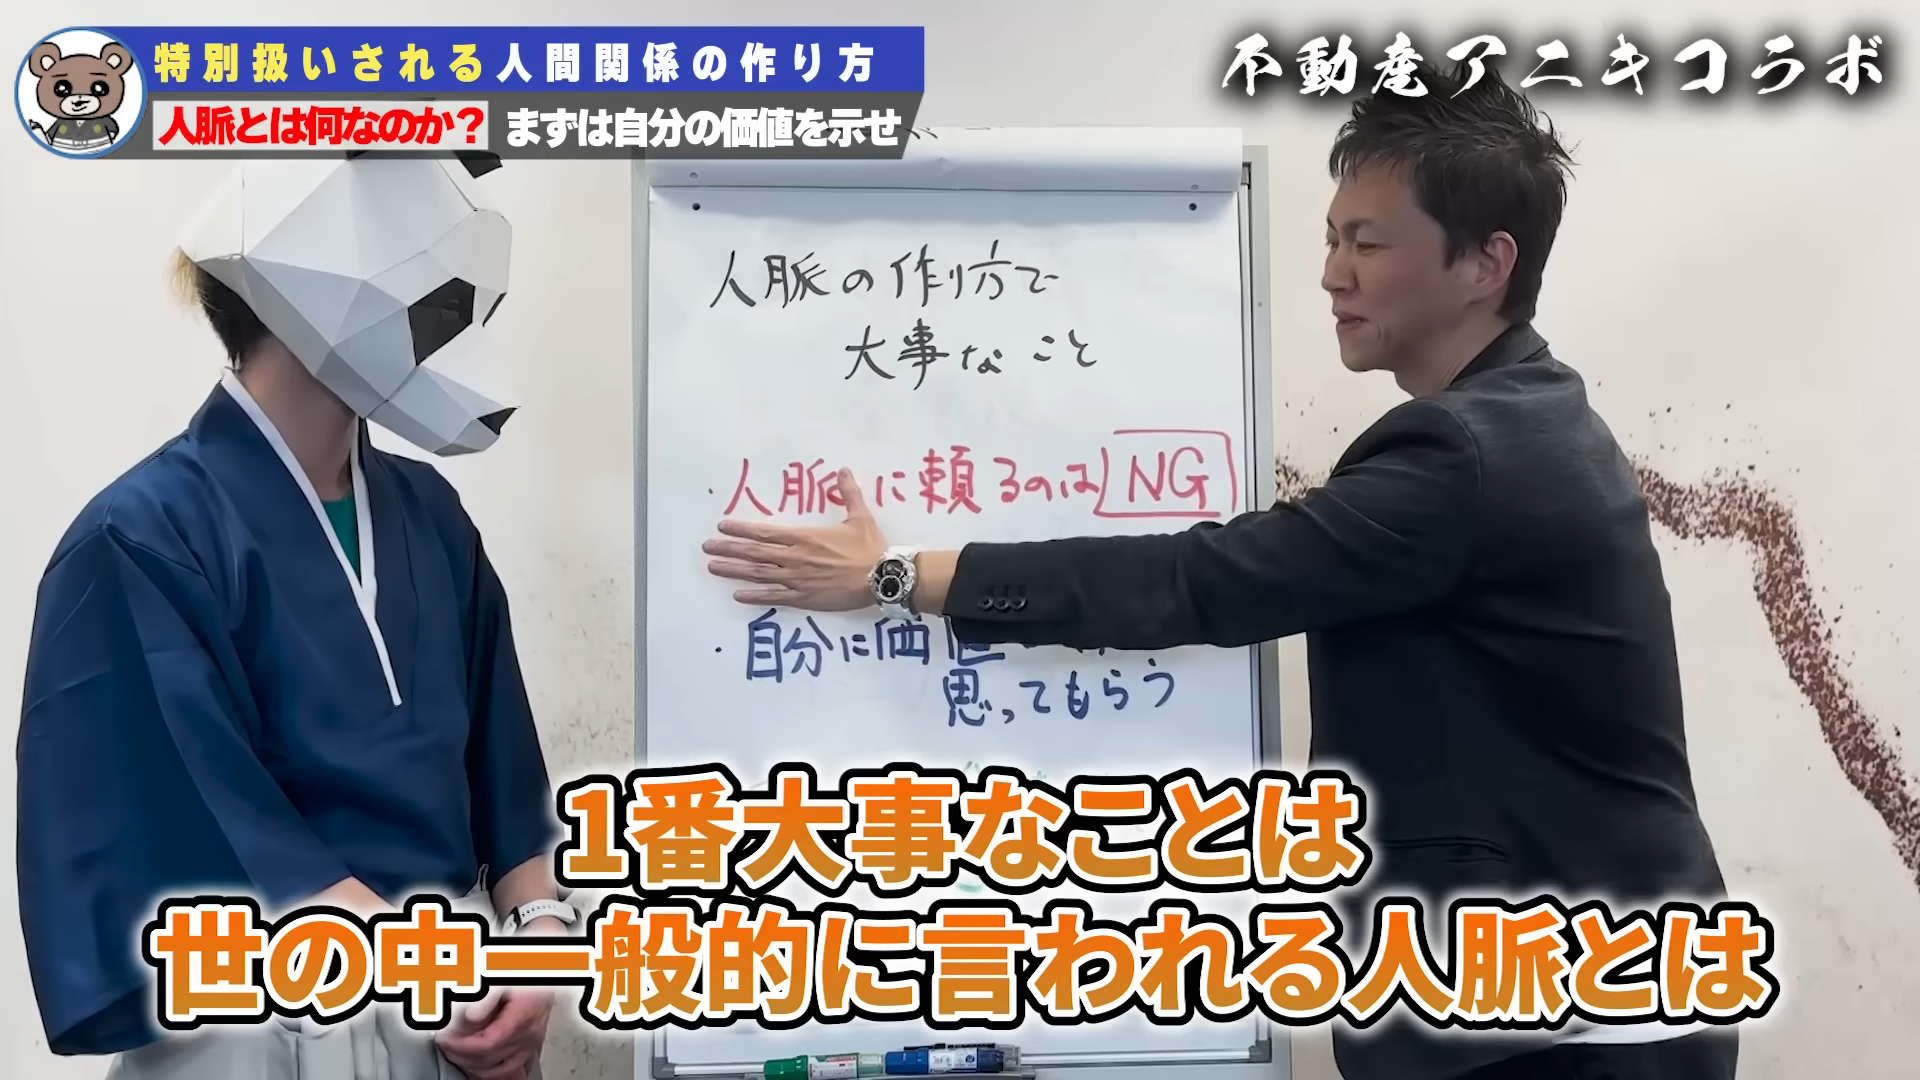 特別扱いされる人間関係の作り方
人脈とは何なのか? まずは自分の価値を示せ
不動産アニキコラボ
人脈の作り方で
大事なこと
・人脈に頼るのは NG
・自分に価値
思ってもらう
1番大事なことは
世の中一般的に言われる人脈とは